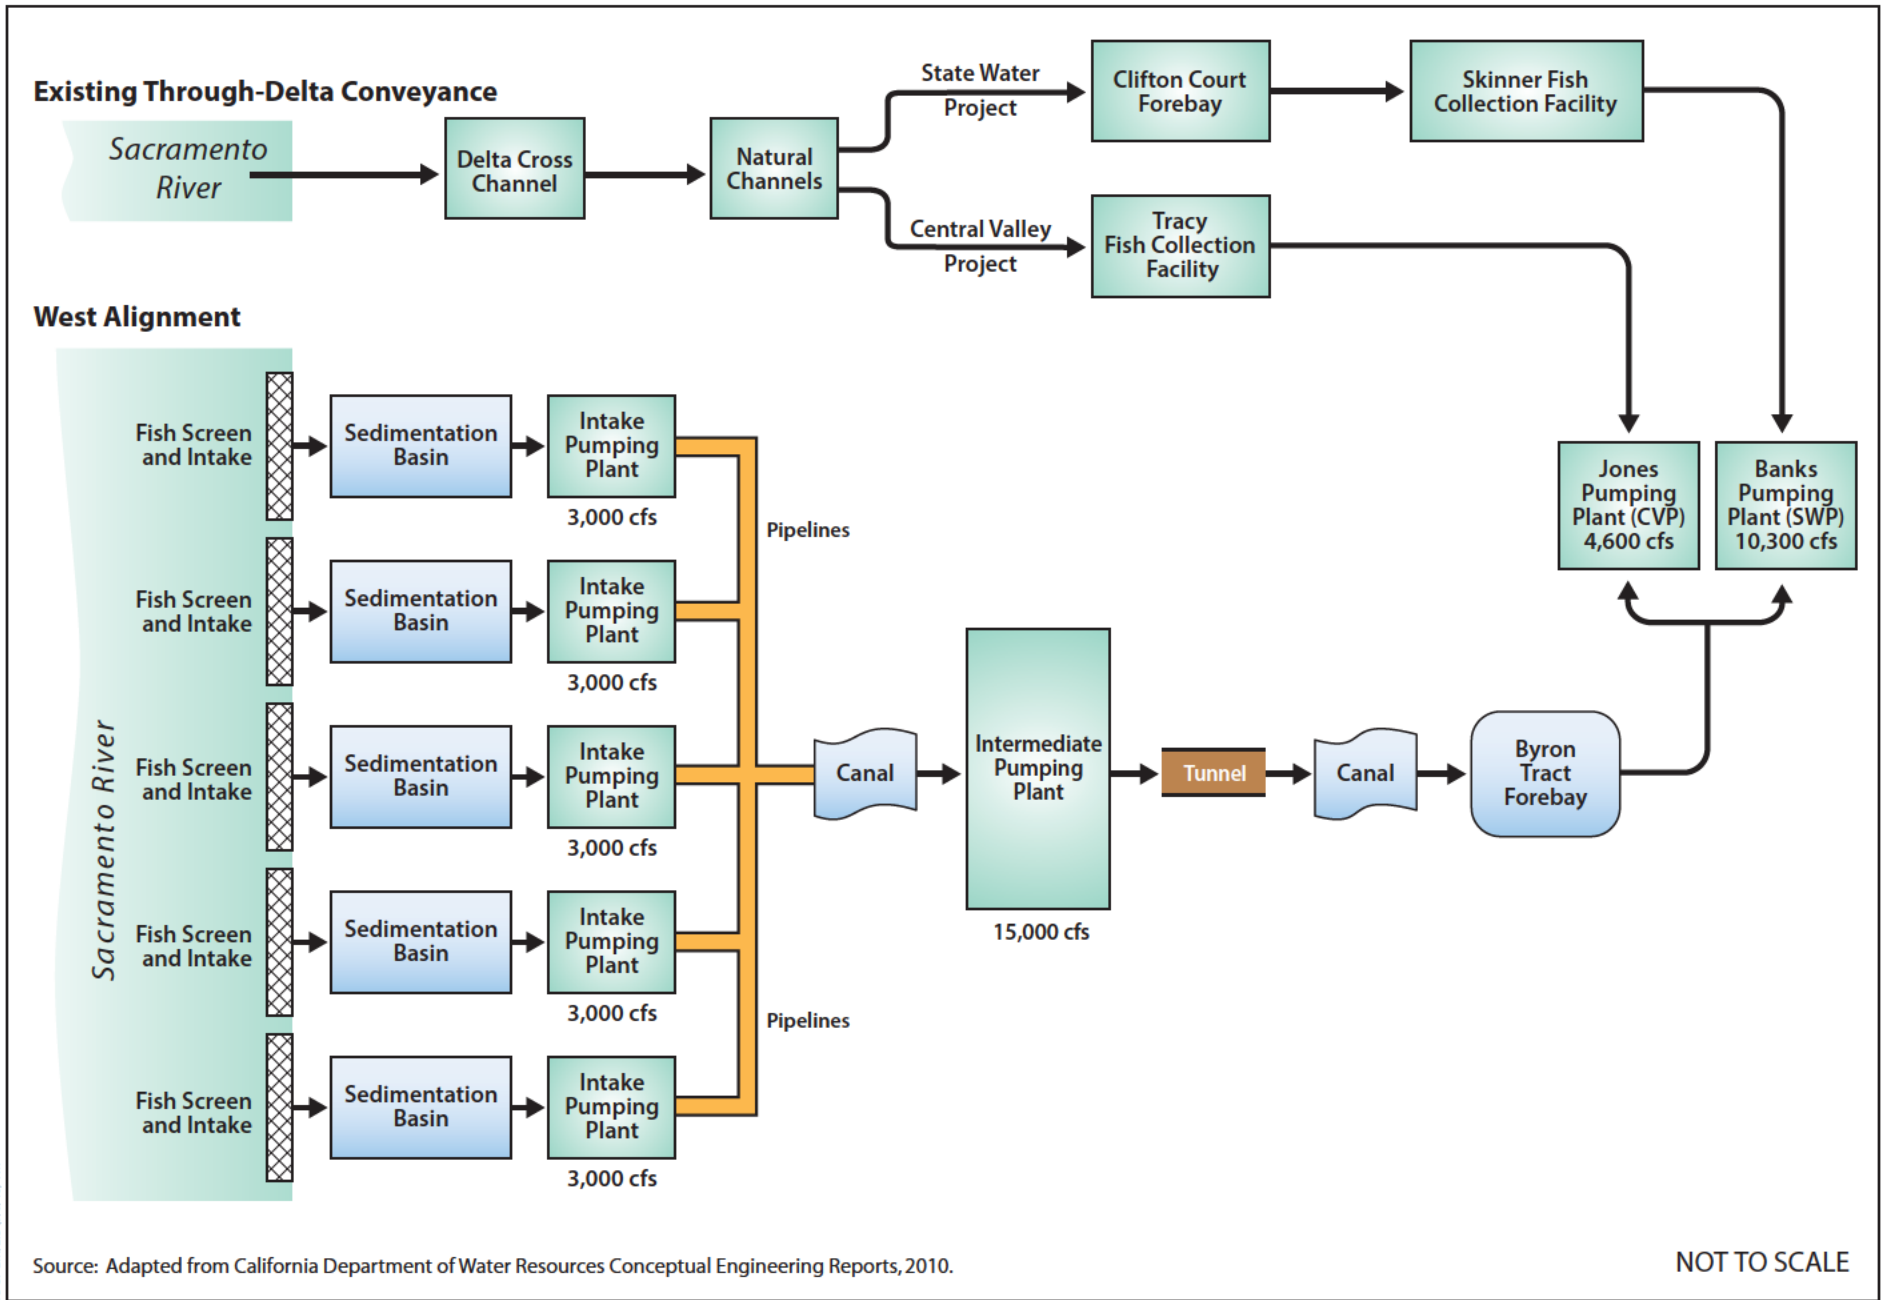 Existing Through-Delta Conveyance
Sacramento
River
Delta Cross
Channel
Natural
Channels
State Water
Project
Clifton Court
Forebay
Skinner Fish
Collection Facility
Central Valley
Project
Tracy
Fish Collection
Facility
Jones
Pumping
Plant (CVP)
4,600 cfs
Banks
Pumping
Plant (SWP)
10,300 cfs
West Alignment
Sacramento River
Fish Screen
and Intake
Sedimentation
Basin
Intake
Pumping
Plant
3,000 cfs
Pipelines
Fish Screen
and Intake
Sedimentation
Basin
Intake
Pumping
Plant
3,000 cfs
Fish Screen
and Intake
Sedimentation
Basin
Intake
Pumping
Plant
3,000 cfs
Canal
Intermediate
Pumping
Plant
15,000 cfs
Tunnel
Canal
Byron
Tract
Forebay
Fish Screen
and Intake
Sedimentation
Basin
Intake
Pumping
Plant
3,000 cfs
Pipelines
Fish Screen
and Intake
Sedimentation
Basin
Intake
Pumping
Plant
3,000 cfs
Source: Adapted from California Department of Water Resources Conceptual Engineering Reports, 2010.
NOT TO SCALE